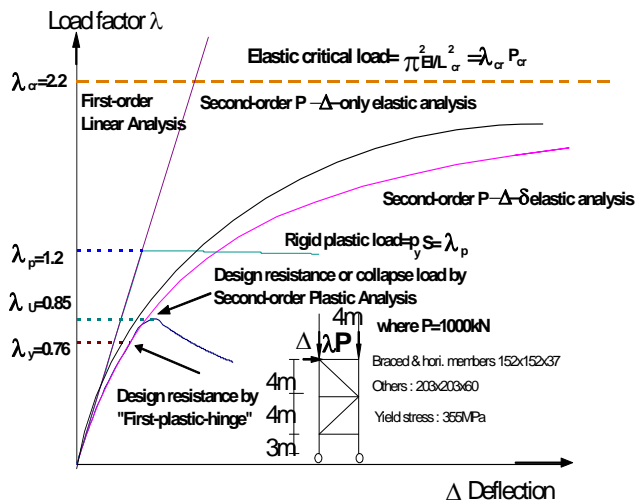 Load factor λ
Elastic critical load= π²EI/L²cr =λcr Pcr
λcr=2.2
First-order
Linear Analysis
Second-order P-Δ-only elastic analysis
Second-order P-Δ-δ elastic analysis
Rigid plastic load=pyS=λp
λp=1.2
Design resistance or collapse load by
Second-order Plastic Analysis
λU=0.85
λy=0.76
Design resistance by
"First-plastic-hinge"
4m
where P=1000kN
Δ λP
Braced & hori. members 152x152x37
4m
Others : 203x203x60
4m
Yield stress : 355MPa
3m
Δ Deflection